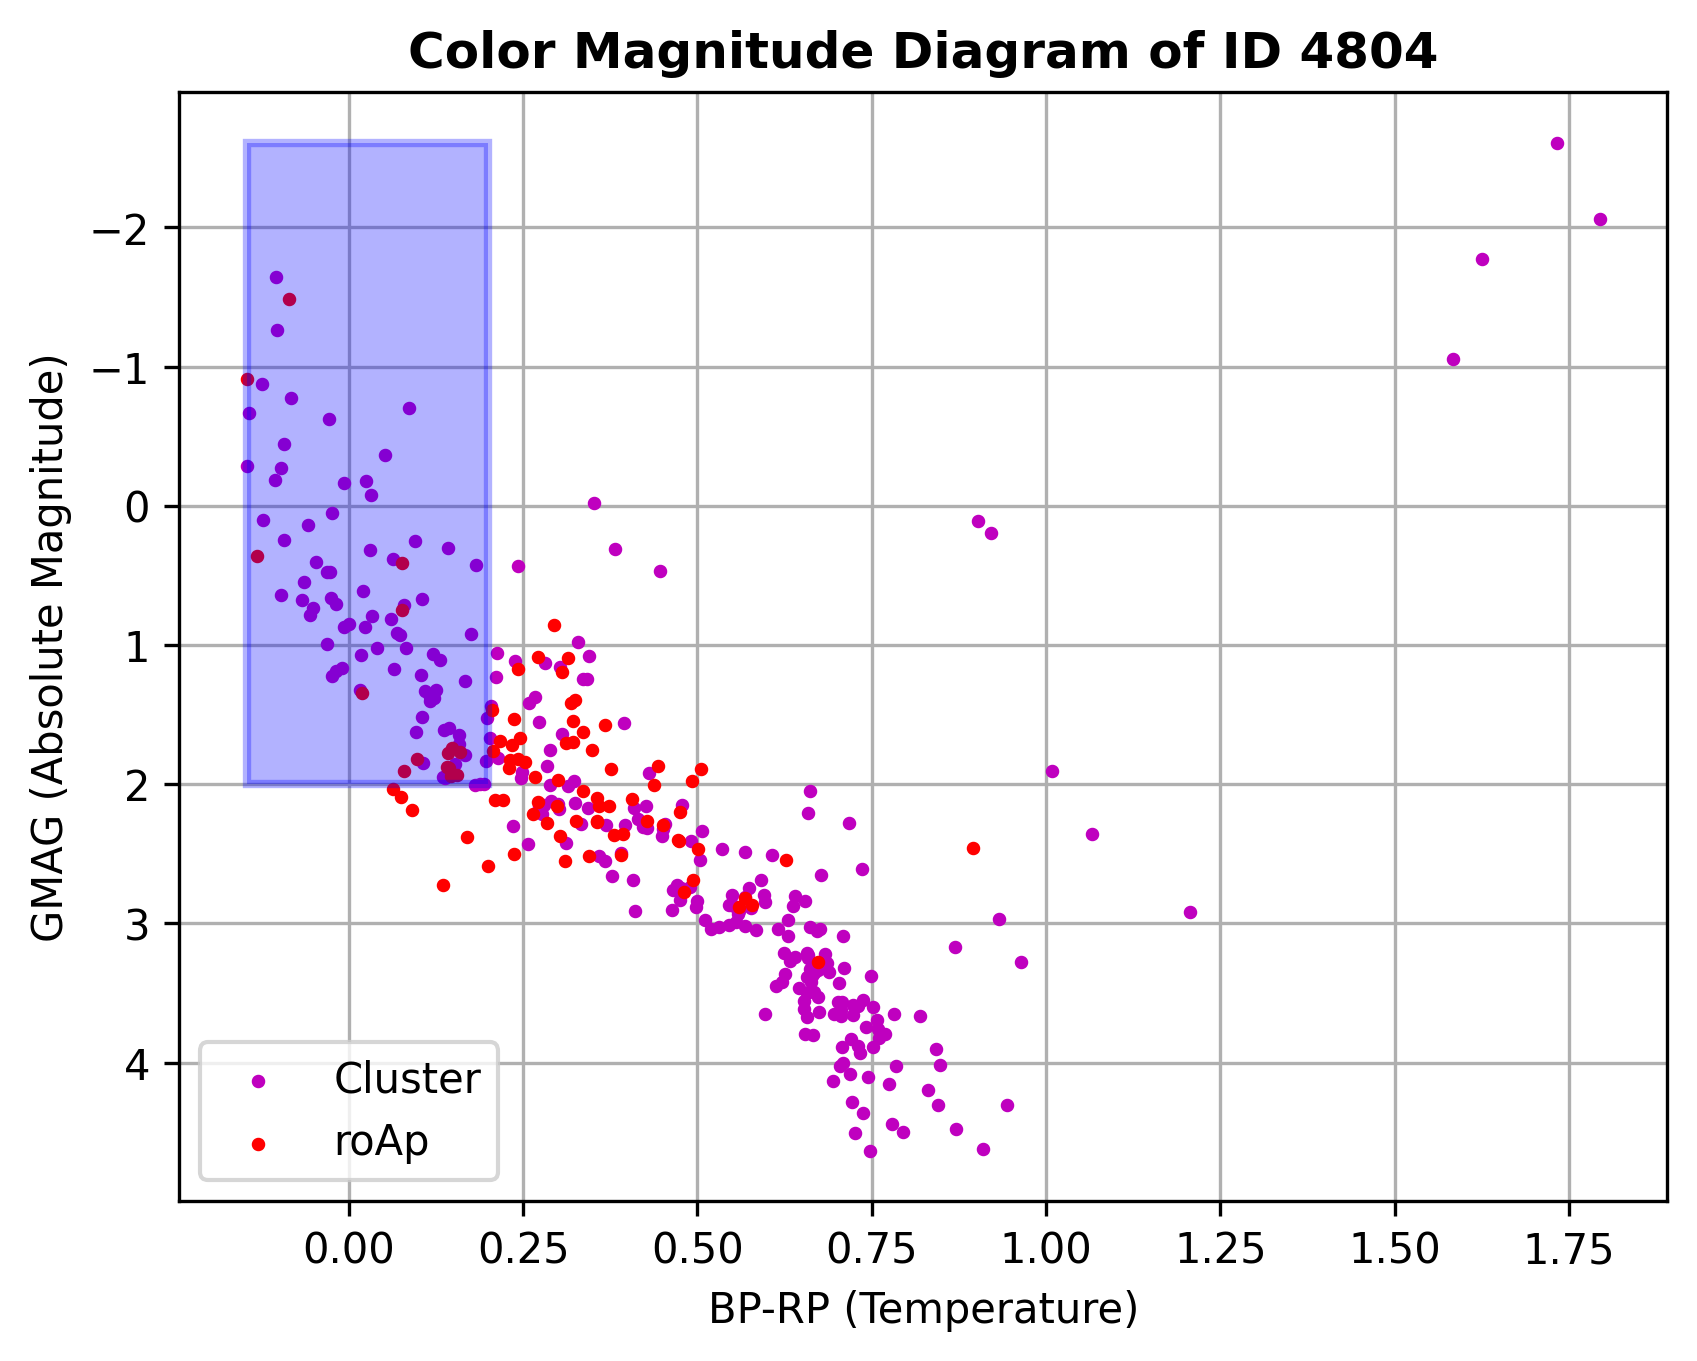 Color Magnitude Diagram of ID 4804
GMAG (Absolute Magnitude)
−2
−1
0
1
2
3
4
Cluster
roAp
0.00 0.25 0.50 0.75 1.00 1.25 1.50 1.75
BP-RP (Temperature)